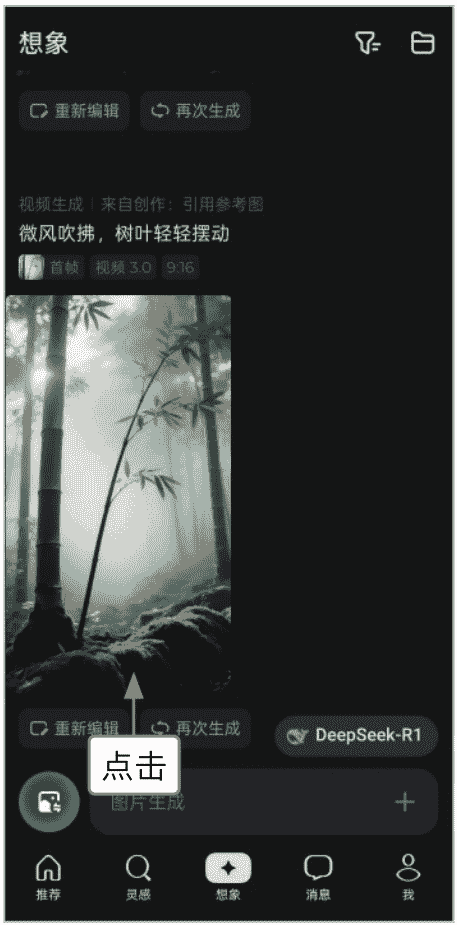 想象
重新编辑
再次生成
视频生成 | 来自创作：引用参考图
微风吹拂，树叶轻轻摆动
首帧 视频 3.0 9:16
重新编辑
再次生成
DeepSeek-R1
点击
图片生成
推荐
灵感
想象
消息
我